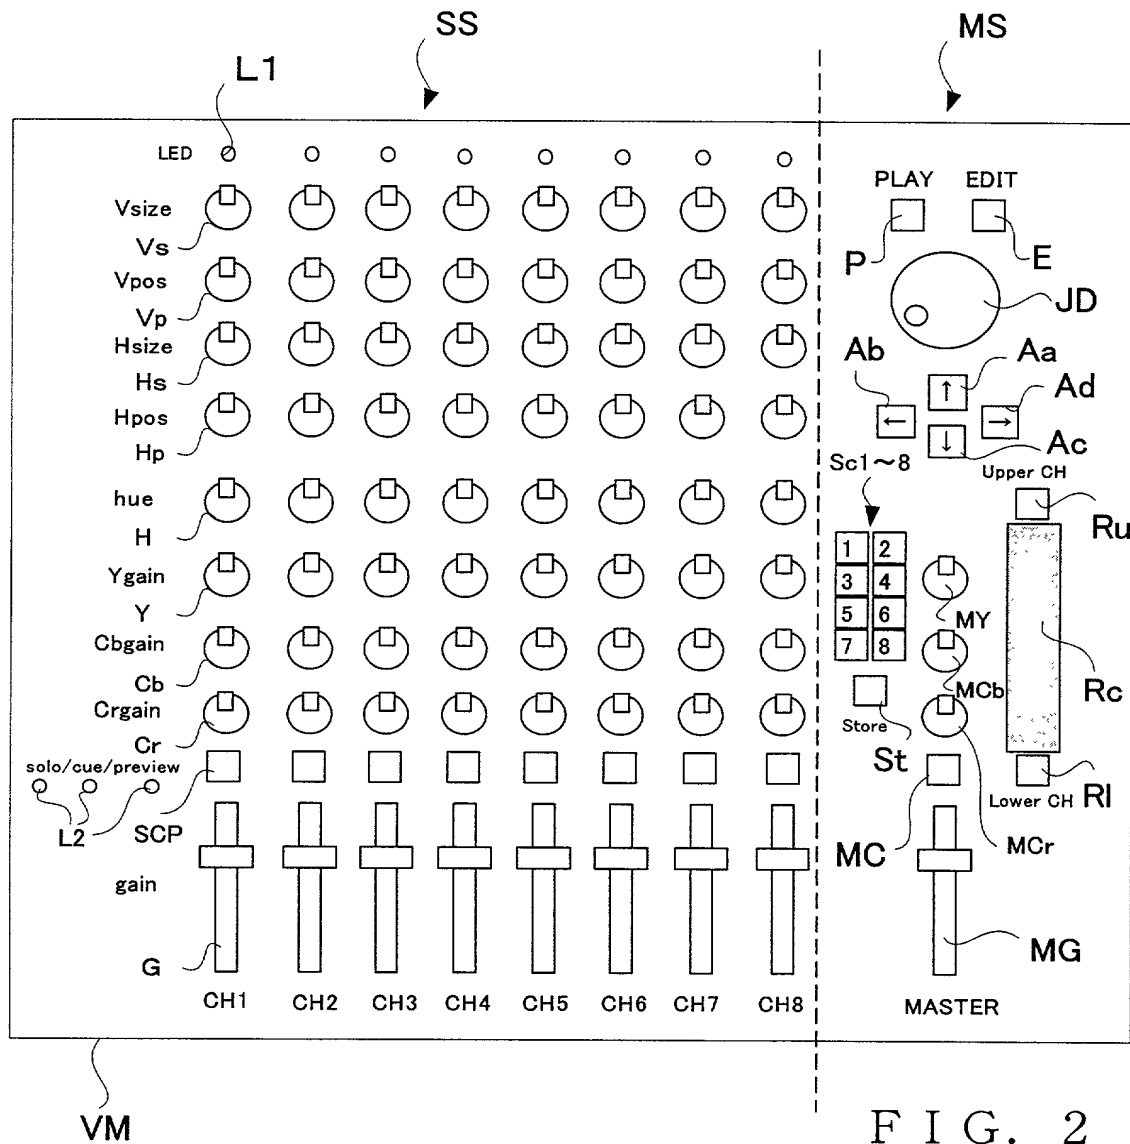 SS
MS
L1
LED
PLAY EDIT
Vsize
Vs
P
E
Vpos
Vp
JD
Hsize
Hs
Ab
Aa
Ad
↑
← →
↓
Hpos
Hp
Ac
Sc1～8
Upper CH
hue
H
Ru
1 2
3 4
5 6
7 8
Ygain
Y
MY
Cbgain
Cb
MCb
Rc
Crgain
Cr
Store
St
solo/cue/preview
L2
SCP
Lower CH
Rl
MC
MCr
gain
G
MG
CH1 CH2 CH3 CH4 CH5 CH6 CH7 CH8 MASTER
VM
FIG. 2